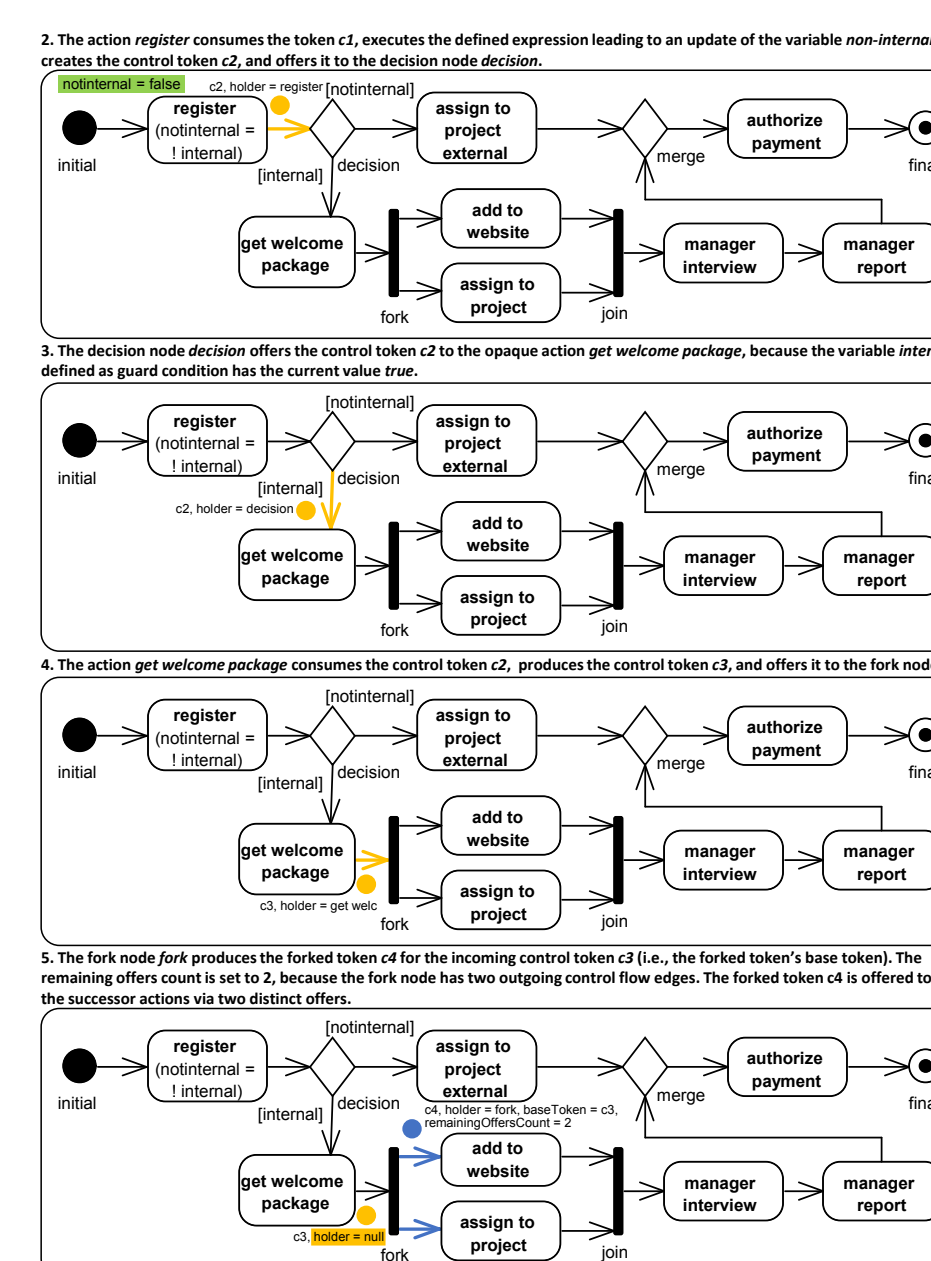 2. The action register consumes the token c1, executes the defined expression leading to an update of the variable non-internal
creates the control token c2, and offers it to the decision node decision.
notinternal = false
c2, holder = register
[notinternal]
register
(notinternal =
! internal)
assign to
project
external
authorize
payment
initial
decision
merge
fina
[internal]
get welcome
package
add to
website
assign to
project
manager
interview
manager
report
fork
join
3. The decision node decision offers the control token c2 to the opaque action get welcome package, because the variable inter
defined as guard condition has the current value true.
[notinternal]
register
(notinternal =
! internal)
assign to
project
external
authorize
payment
initial
decision
merge
fina
[internal]
c2, holder = decision
get welcome
package
add to
website
assign to
project
manager
interview
manager
report
fork
join
4. The action get welcome package consumes the control token c2, produces the control token c3, and offers it to the fork node
[notinternal]
register
(notinternal =
! internal)
assign to
project
external
authorize
payment
initial
decision
merge
fina
[internal]
get welcome
package
add to
website
assign to
project
manager
interview
manager
report
c3, holder = get welc
fork
join
5. The fork node fork produces the forked token c4 for the incoming control token c3 (i.e., the forked token's base token). The
remaining offers count is set to 2, because the fork node has two outgoing control flow edges. The forked token c4 is offered to
the successor actions via two distinct offers.
[notinternal]
register
(notinternal =
! internal)
assign to
project
external
authorize
payment
initial
decision
merge
fina
[internal]
c4, holder = fork, baseToken = c3,
remainingOffersCount = 2
get welcome
package
add to
website
assign to
project
manager
interview
manager
report
c3, holder = null
fork
join